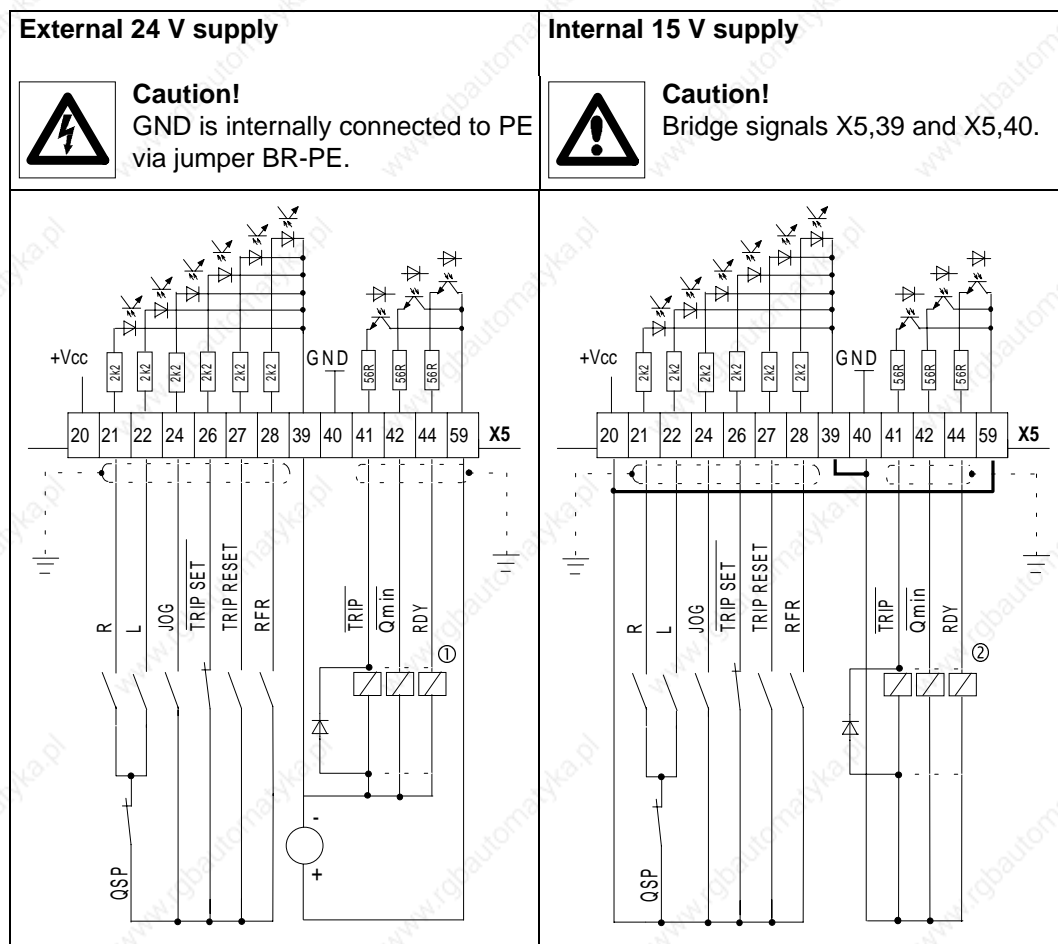 External 24 V supply
Caution!
GND is internally connected to PE
via jumper BR-PE.
+Vcc
2k2 2k2 2k2 2k2 2k2 2k2
GND
56R 56R 56R
20 21 22 24 26 27 28 39 40 41 42 44 59 X5
R L JOG TRIP SET TRIP RESET RFR
TRIP Qmin RDY
①
QSP
-
+
Internal 15 V supply
Caution!
Bridge signals X5,39 and X5,40.
+Vcc
2k2 2k2 2k2 2k2 2k2 2k2
GND
56R 56R 56R
20 21 22 24 26 27 28 39 40 41 42 44 59 X5
R L JOG TRIP SET TRIP RESET RFR
TRIP Qmin RDY
②
QSP
www.rgbautomatyka.pl